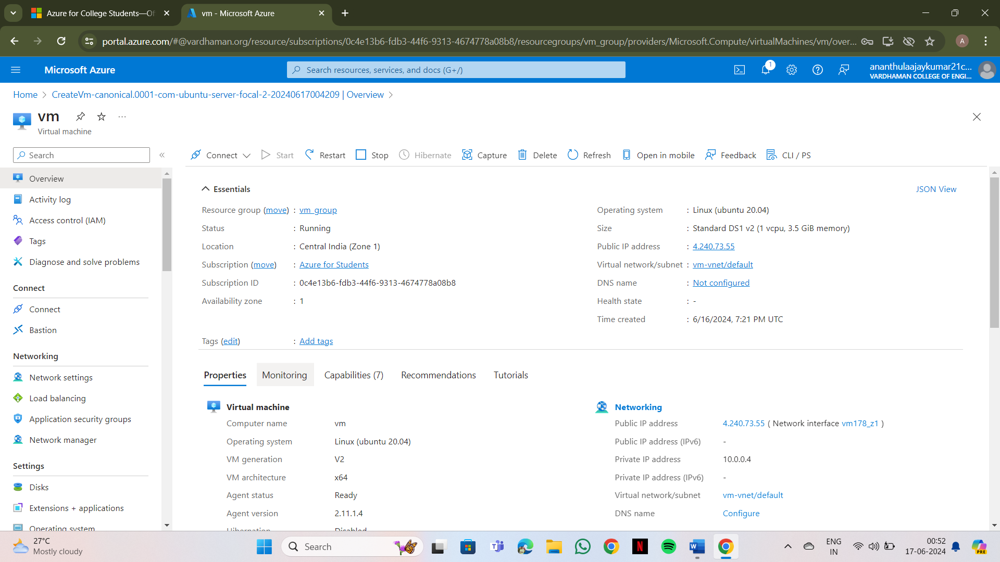 Azure for College Students—Of
vm - Microsoft Azure
portal.azure.com/#@vardhaman.org/resource/subscriptions/0c4e13b6-fdb3-44f6-9313-4674778a08b8/resourcegroups/vm_group/providers/Microsoft.Compute/virtualMachines/vm/over...
A
Microsoft Azure
Search resources, services, and docs (G+/)
1
ananthulaajaykumar21c...
VARDHAMAN COLLEGE OF ENGI...
Home > CreateVm-canonical.0001-com-ubuntu-server-focal-2-20240617004209 | Overview >
vm
Virtual machine
Search
Connect
Start
Restart
Stop
Hibernate
Capture
Delete
Refresh
Open in mobile
Feedback
CLI / PS
Overview
Activity log
Access control (IAM)
Tags
Diagnose and solve problems
Connect
Connect
Bastion
Networking
Network settings
Load balancing
Application security groups
Network manager
Settings
Disks
Extensions + applications
Operating system
Essentials
JSON View
Resource group (move) : vm_group
Status : Running
Location : Central India (Zone 1)
Subscription (move) : Azure for Students
Subscription ID : 0c4e13b6-fdb3-44f6-9313-4674778a08b8
Availability zone : 1
Operating system : Linux (ubuntu 20.04)
Size : Standard DS1 v2 (1 vcpu, 3.5 GiB memory)
Public IP address : 4.240.73.55
Virtual network/subnet : vm-vnet/default
DNS name : Not configured
Health state : -
Time created : 6/16/2024, 7:21 PM UTC
Tags (edit) : Add tags
Properties
Monitoring
Capabilities (7)
Recommendations
Tutorials
Virtual machine
Computer name vm
Operating system Linux (ubuntu 20.04)
VM generation V2
VM architecture x64
Agent status Ready
Agent version 2.11.1.4
Hibernation Disabled
Networking
Public IP address 4.240.73.55 ( Network interface vm178_z1 )
Public IP address (IPv6) -
Private IP address 10.0.0.4
Private IP address (IPv6) -
Virtual network/subnet vm-vnet/default
DNS name Configure
27°C
Mostly cloudy
Search
ENG
IN
00:52
17-06-2024
PRE